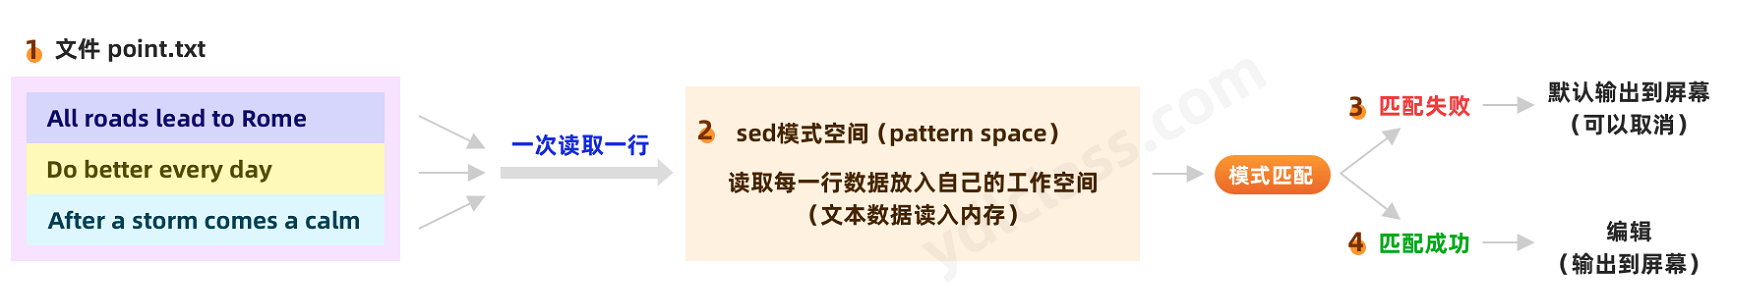 1 文件 point.txt
All roads lead to Rome
Do better every day
After a storm comes a calm
一次读取一行
2 sed模式空间（pattern space）
读取每一行数据放入自己的工作空间
（文本数据读入内存）
模式匹配
3 匹配失败
默认输出到屏幕
（可以取消）
4 匹配成功
编辑
（输出到屏幕）